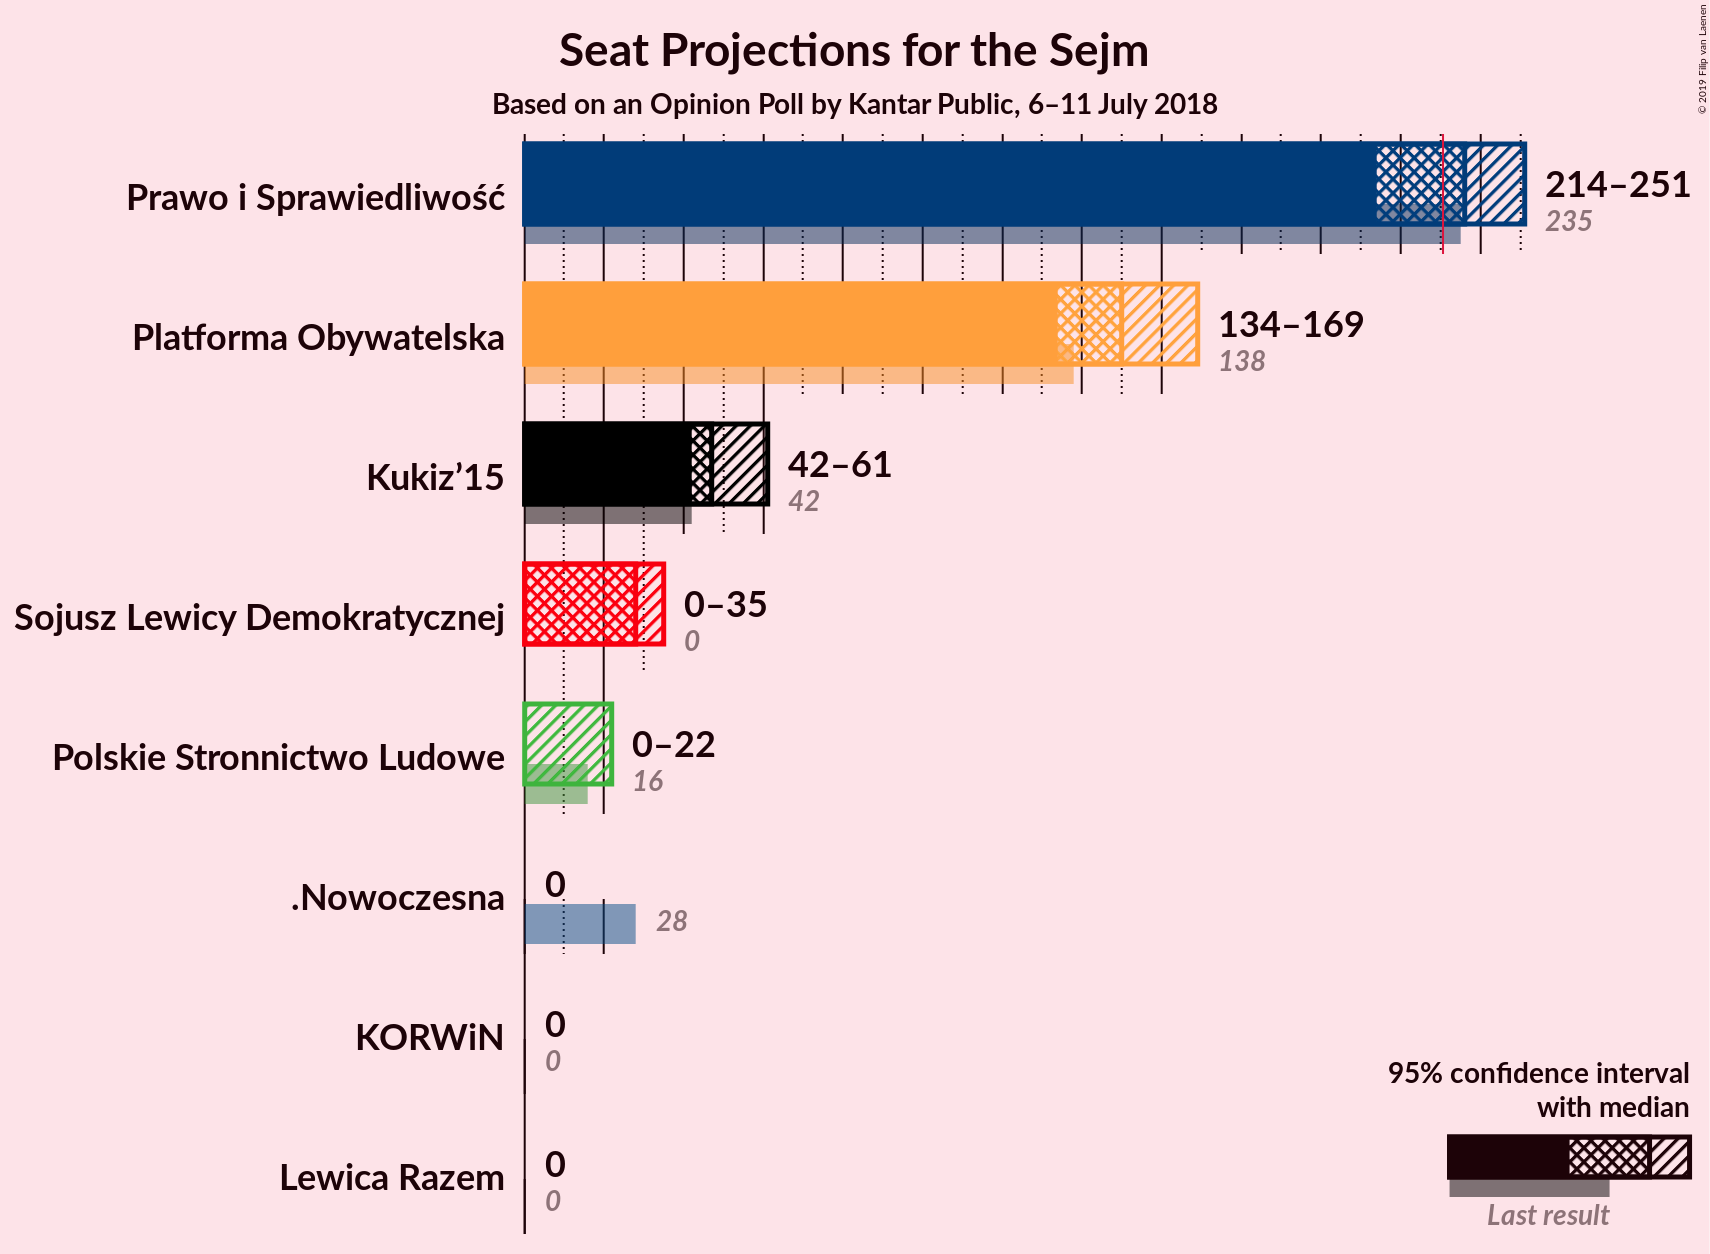 Seat Projections for the Sejm
Based on an Opinion Poll by Kantar Public, 6–11 July 2018
© 2019 Filip van Laenen
Prawo i Sprawiedliwość
214–251
235
Platforma Obywatelska
134–169
138
Kukiz’15
42–61
42
Sojusz Lewicy Demokratycznej
0–35
0
Polskie Stronnictwo Ludowe
0–22
16
.Nowoczesna
0
28
KORWiN
0
0
Lewica Razem
0
0
95% confidence interval
with median
Last result